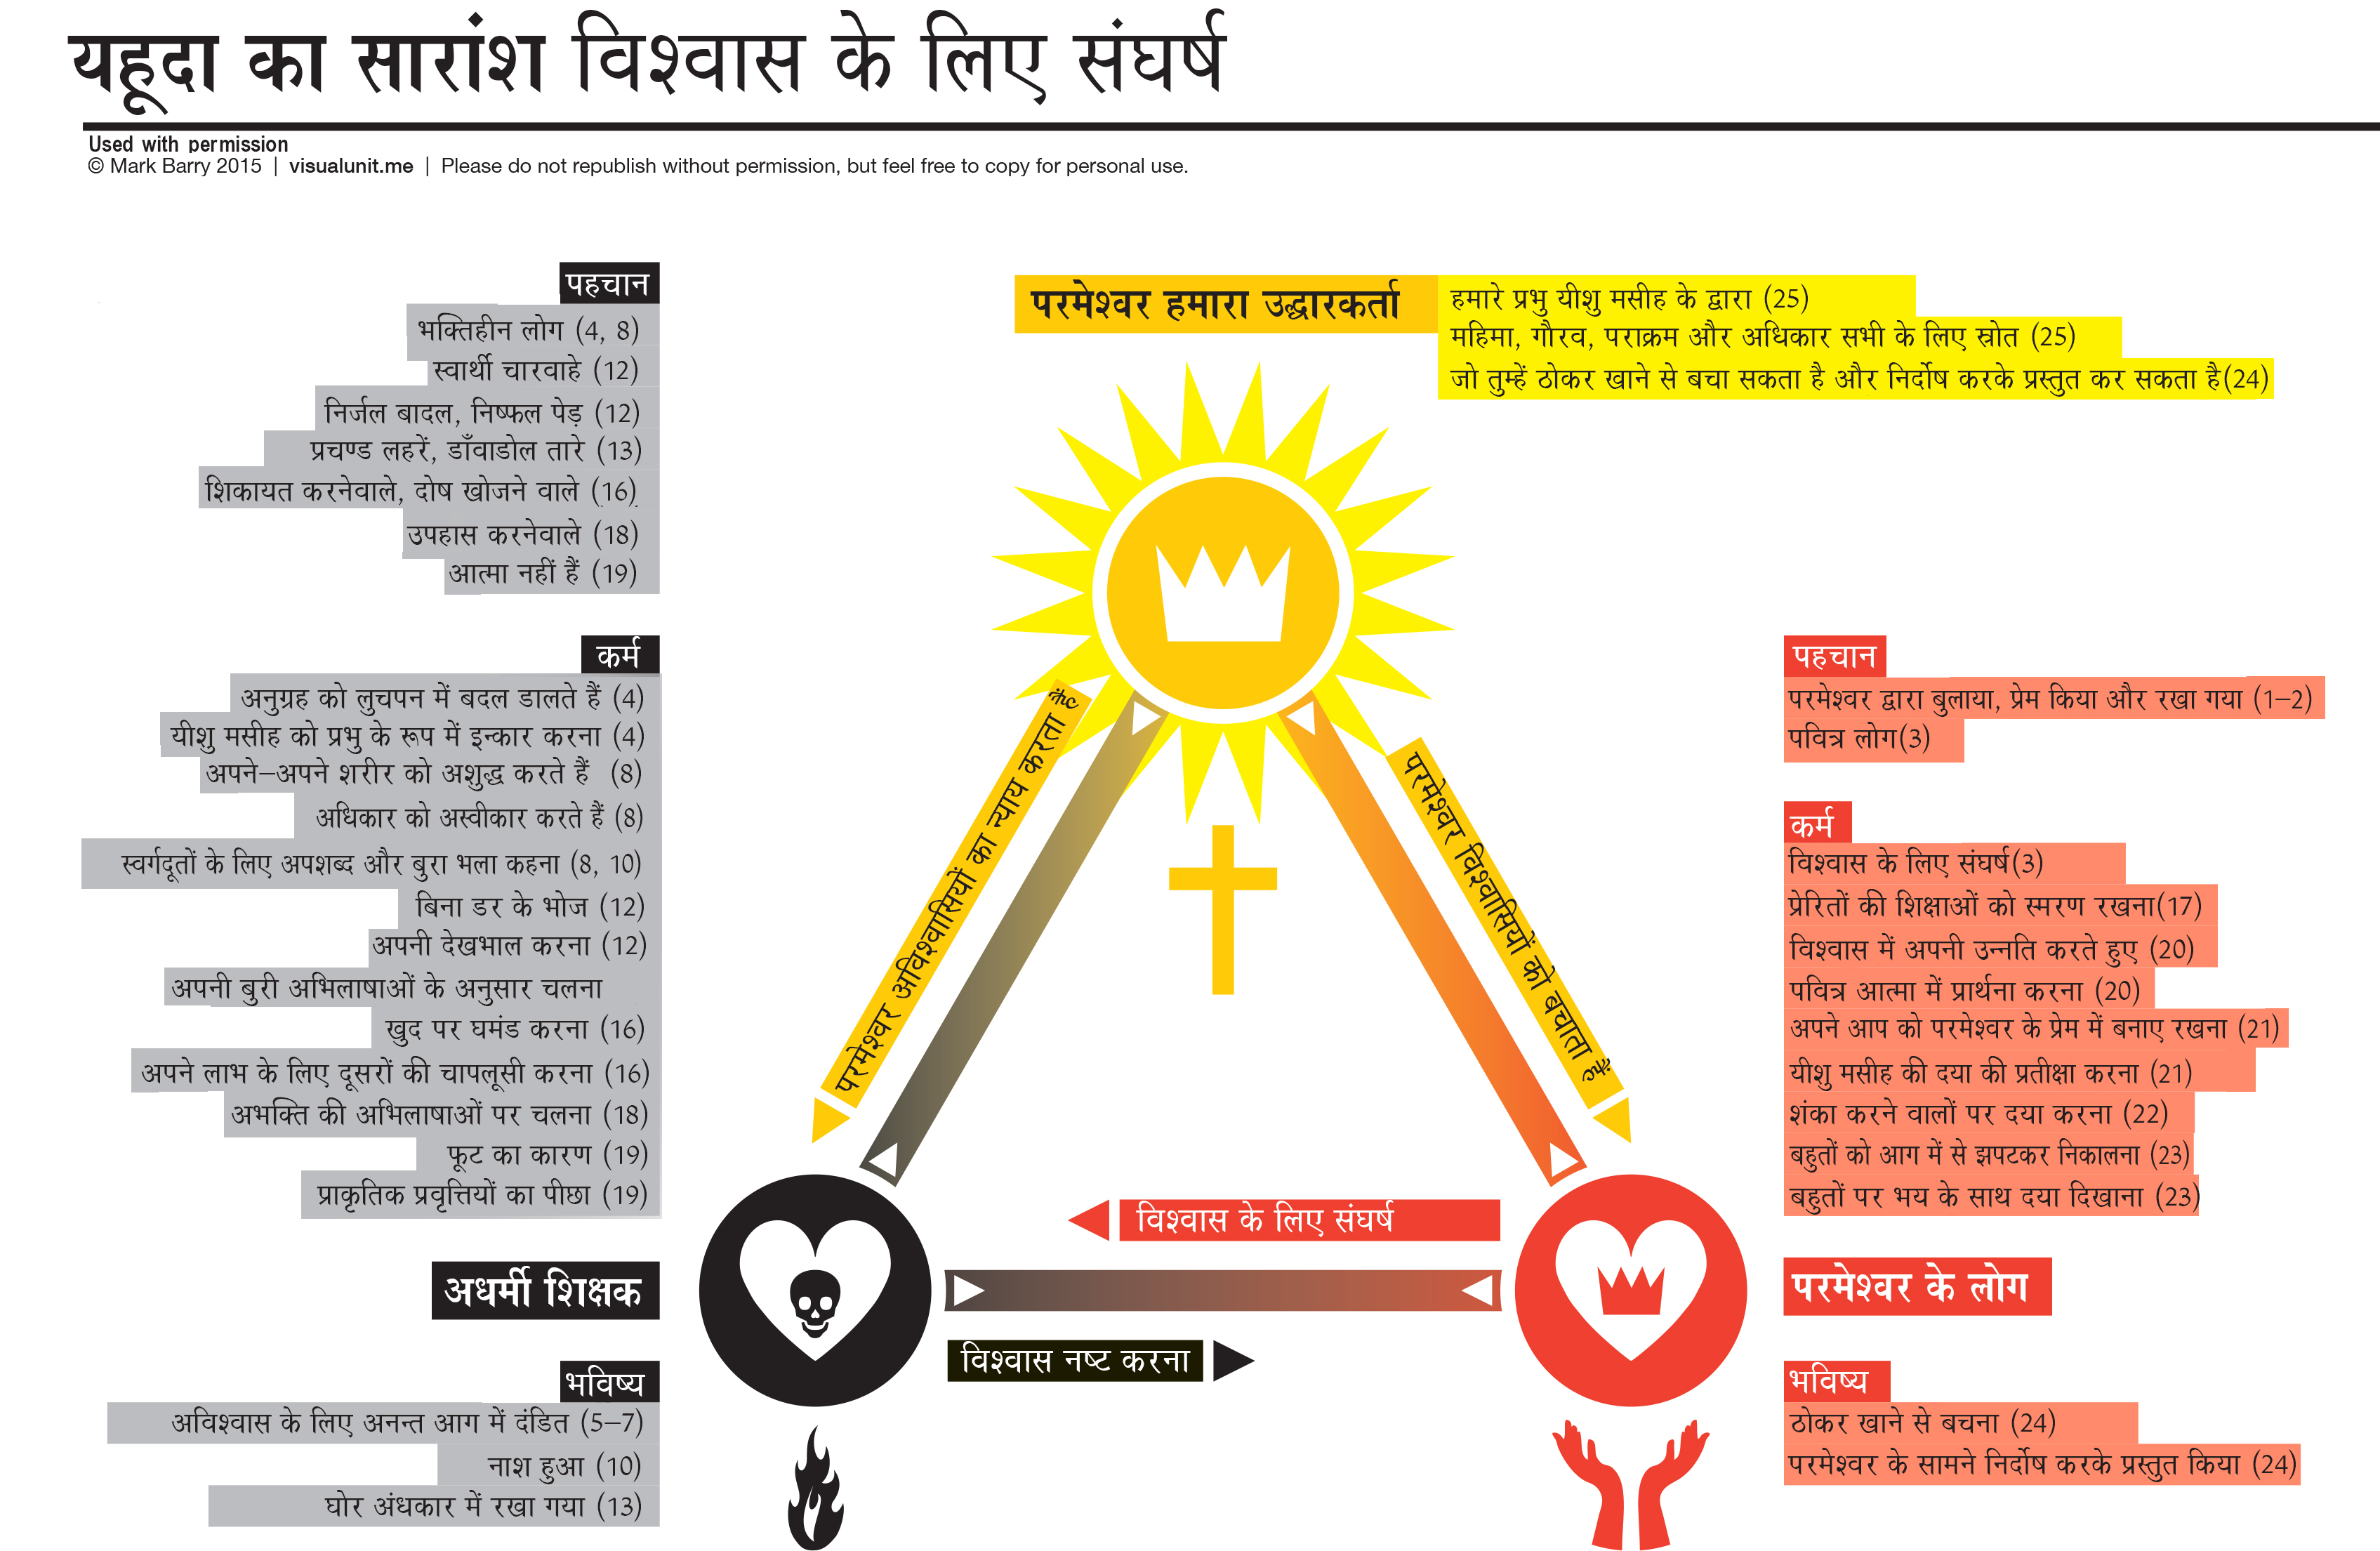 यहूदा का सारांश विश्वास के लिए संघर्ष
Used with permission
© Mark Barry 2015 | visualunit.me | Please do not republish without permission, but feel free to copy for personal use.
पहचान
भक्तिहीन लोग (4, 8)
स्वार्थी चारवाहे (12)
निर्जल बादल, निष्फल पेड़ (12)
प्रचण्ड लहरें, डाँवाडोल तारे (13)
शिकायत करनेवाले, दोष खोजने वाले (16)
उपहास करनेवाले (18)
आत्मा नहीं हैं (19)
कर्म
अनुग्रह को लुचपन में बदल डालते हैं (4)
यीशु मसीह को प्रभु के रूप में इन्कार करना (4)
अपने–अपने शरीर को अशुद्ध करते हैं (8)
अधिकार को अस्वीकार करते हैं (8)
स्वर्गदूतों के लिए अपशब्द और बुरा भला कहना (8, 10)
बिना डर के भोज (12)
अपनी देखभाल करना (12)
अपनी बुरी अभिलाषाओं के अनुसार चलना
खुद पर घमंड करना (16)
अपने लाभ के लिए दूसरों की चापलूसी करना (16)
अभक्ति की अभिलाषाओं पर चलना (18)
फूट का कारण (19)
प्राकृतिक प्रवृत्तियों का पीछा (19)
अधर्मी शिक्षक
भविष्य
अविश्वास के लिए अनन्त आग में दंडित (5–7)
नाश हुआ (10)
घोर अंधकार में रखा गया (13)
परमेश्वर हमारा उद्धारकर्ता
हमारे प्रभु यीशु मसीह के द्वारा (25)
महिमा, गौरव, पराक्रम और अधिकार सभी के लिए स्रोत (25)
जो तुम्हें ठोकर खाने से बचा सकता है और निर्दोष करके प्रस्तुत कर सकता है(24)
परमेश्वर अविश्वासियों का न्याय करता हैं
परमेश्वर विश्वासियों को बचाता हैं
विश्वास के लिए संघर्ष
विश्वास नष्ट करना
पहचान
परमेश्वर द्वारा बुलाया, प्रेम किया और रखा गया (1–2)
पवित्र लोग(3)
कर्म
विश्वास के लिए संघर्ष(3)
प्रेरितों की शिक्षाओं को स्मरण रखना(17)
विश्वास में अपनी उन्नति करते हुए (20)
पवित्र आत्मा में प्रार्थना करना (20)
अपने आप को परमेश्वर के प्रेम में बनाए रखना (21)
यीशु मसीह की दया की प्रतीक्षा करना (21)
शंका करने वालों पर दया करना (22)
बहुतों को आग में से झपटकर निकालना (23)
बहुतों पर भय के साथ दया दिखाना (23)
परमेश्वर के लोग
भविष्य
ठोकर खाने से बचना (24)
परमेश्वर के सामने निर्दोष करके प्रस्तुत किया (24)